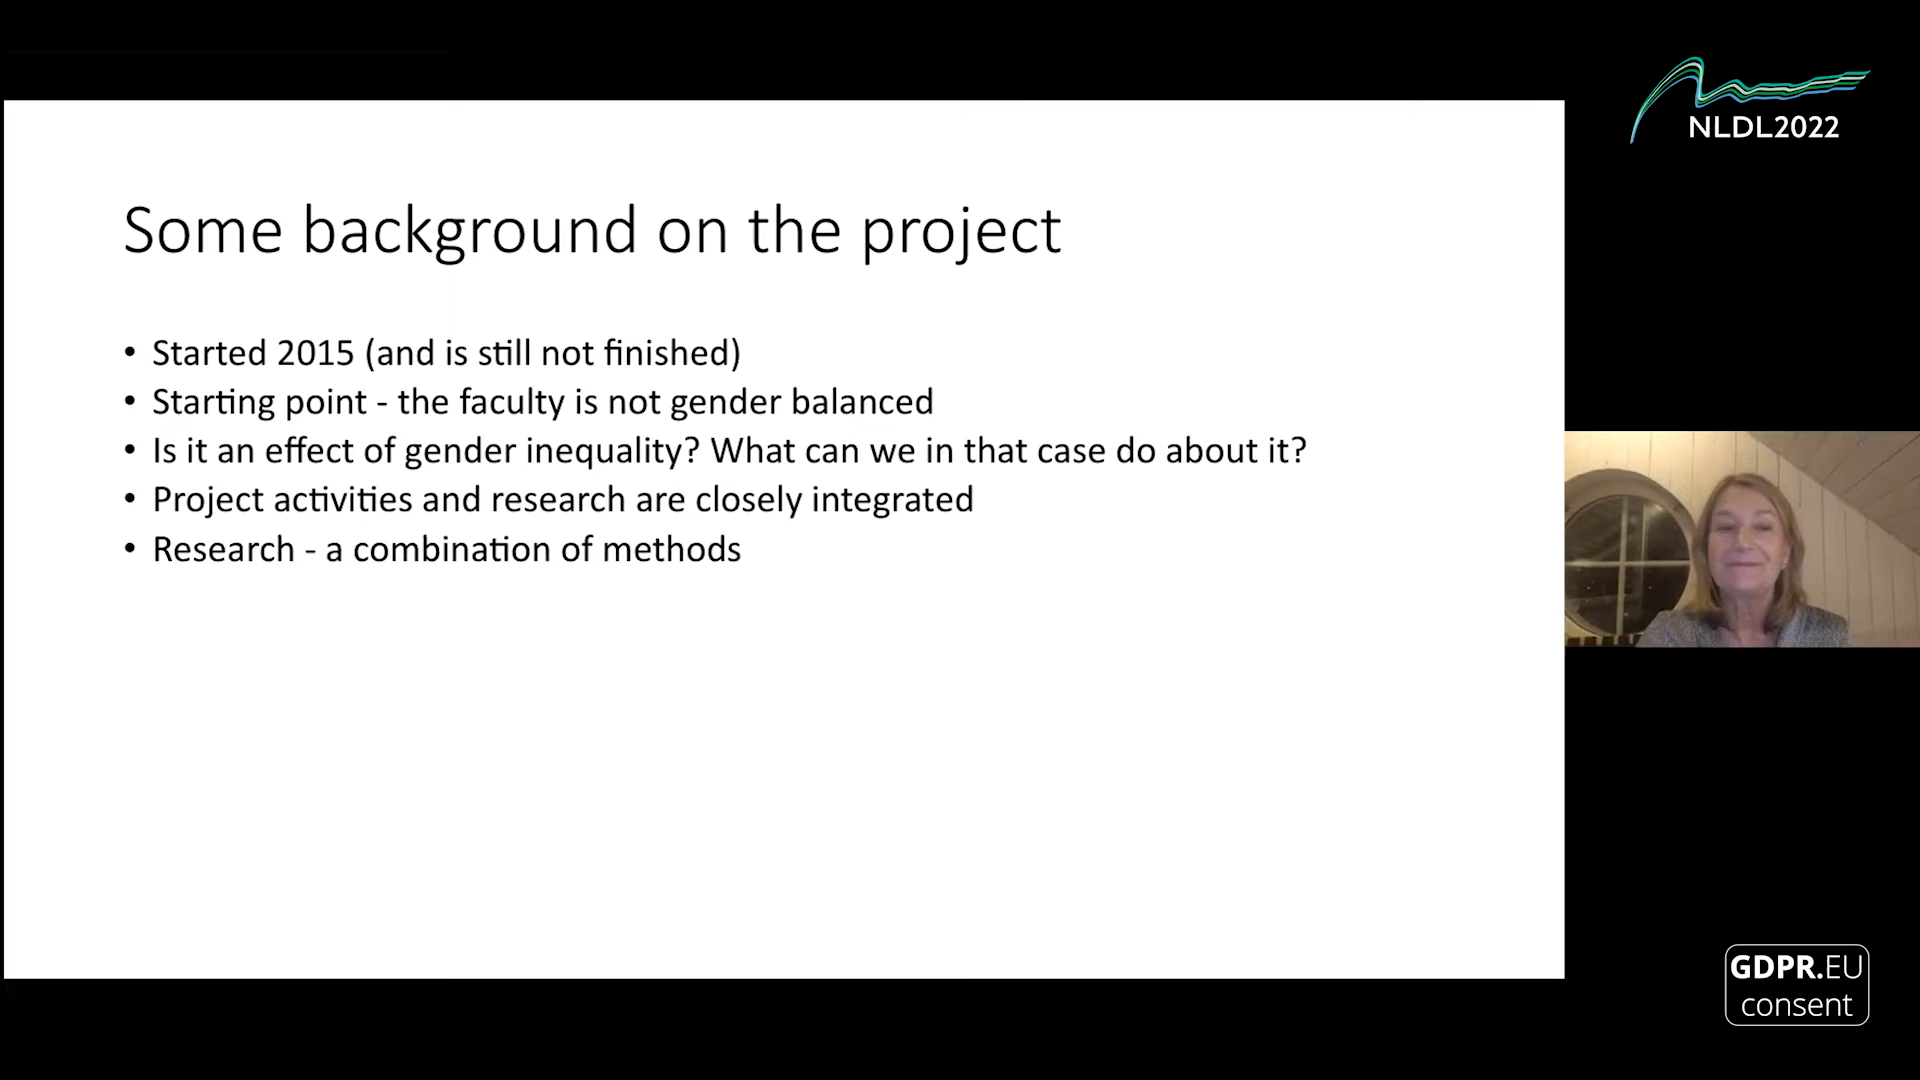 NLDL2022
Some background on the project
• Started 2015 (and is still not finished)
• Starting point - the faculty is not gender balanced
• Is it an effect of gender inequality? What can we in that case do about it?
• Project activities and research are closely integrated
• Research - a combination of methods
GDPR.EU
consent